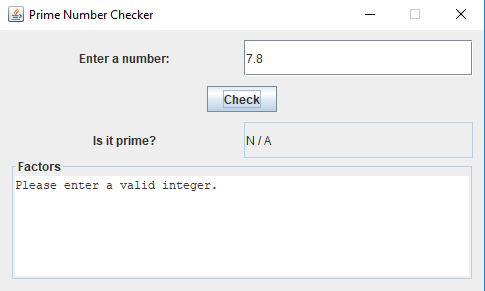 Prime Number Checker
Enter a number: 7.8
Check
Is it prime? N / A
Factors
Please enter a valid integer.